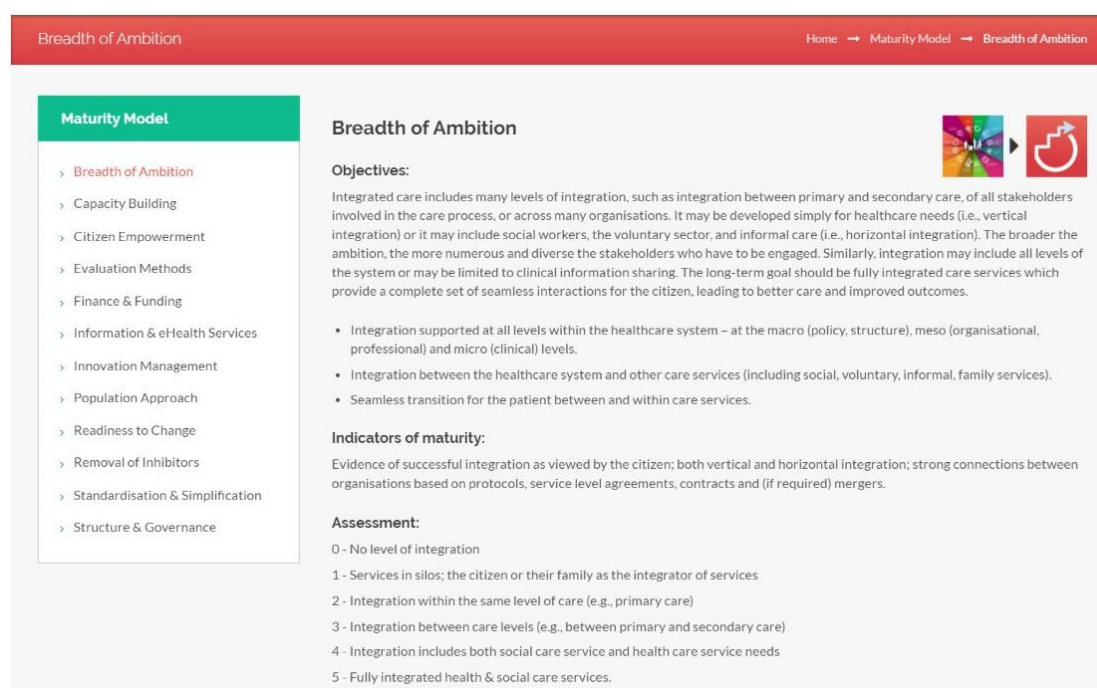 Breadth of Ambition
Home → Maturity Model → Breadth of Ambition
Maturity Model
Breadth of Ambition
Capacity Building
Citizen Empowerment
Evaluation Methods
Finance & Funding
Information & eHealth Services
Innovation Management
Population Approach
Readiness to Change
Removal of Inhibitors
Standardisation & Simplification
Structure & Governance
Breadth of Ambition
Objectives:
Integrated care includes many levels of integration, such as integration between primary and secondary care, of all stakeholders
involved in the care process, or across many organisations. It may be developed simply for healthcare needs (i.e., vertical
integration) or it may include social workers, the voluntary sector, and informal care (i.e., horizontal integration). The broader the
ambition, the more numerous and diverse the stakeholders who have to be engaged. Similarly, integration may include all levels of
the system or may be limited to clinical information sharing. The long-term goal should be fully integrated care services which
provide a complete set of seamless interactions for the citizen, leading to better care and improved outcomes.
• Integration supported at all levels within the healthcare system – at the macro (policy, structure), meso (organisational,
professional) and micro (clinical) levels.
• Integration between the healthcare system and other care services (including social, voluntary, informal, family services).
• Seamless transition for the patient between and within care services.
Indicators of maturity:
Evidence of successful integration as viewed by the citizen; both vertical and horizontal integration; strong connections between
organisations based on protocols, service level agreements, contracts and (if required) mergers.
Assessment:
0 - No level of integration
1 - Services in silos; the citizen or their family as the integrator of services
2 - Integration within the same level of care (e.g., primary care)
3 - Integration between care levels (e.g., between primary and secondary care)
4 - Integration includes both social care service and health care service needs
5 - Fully integrated health & social care services.